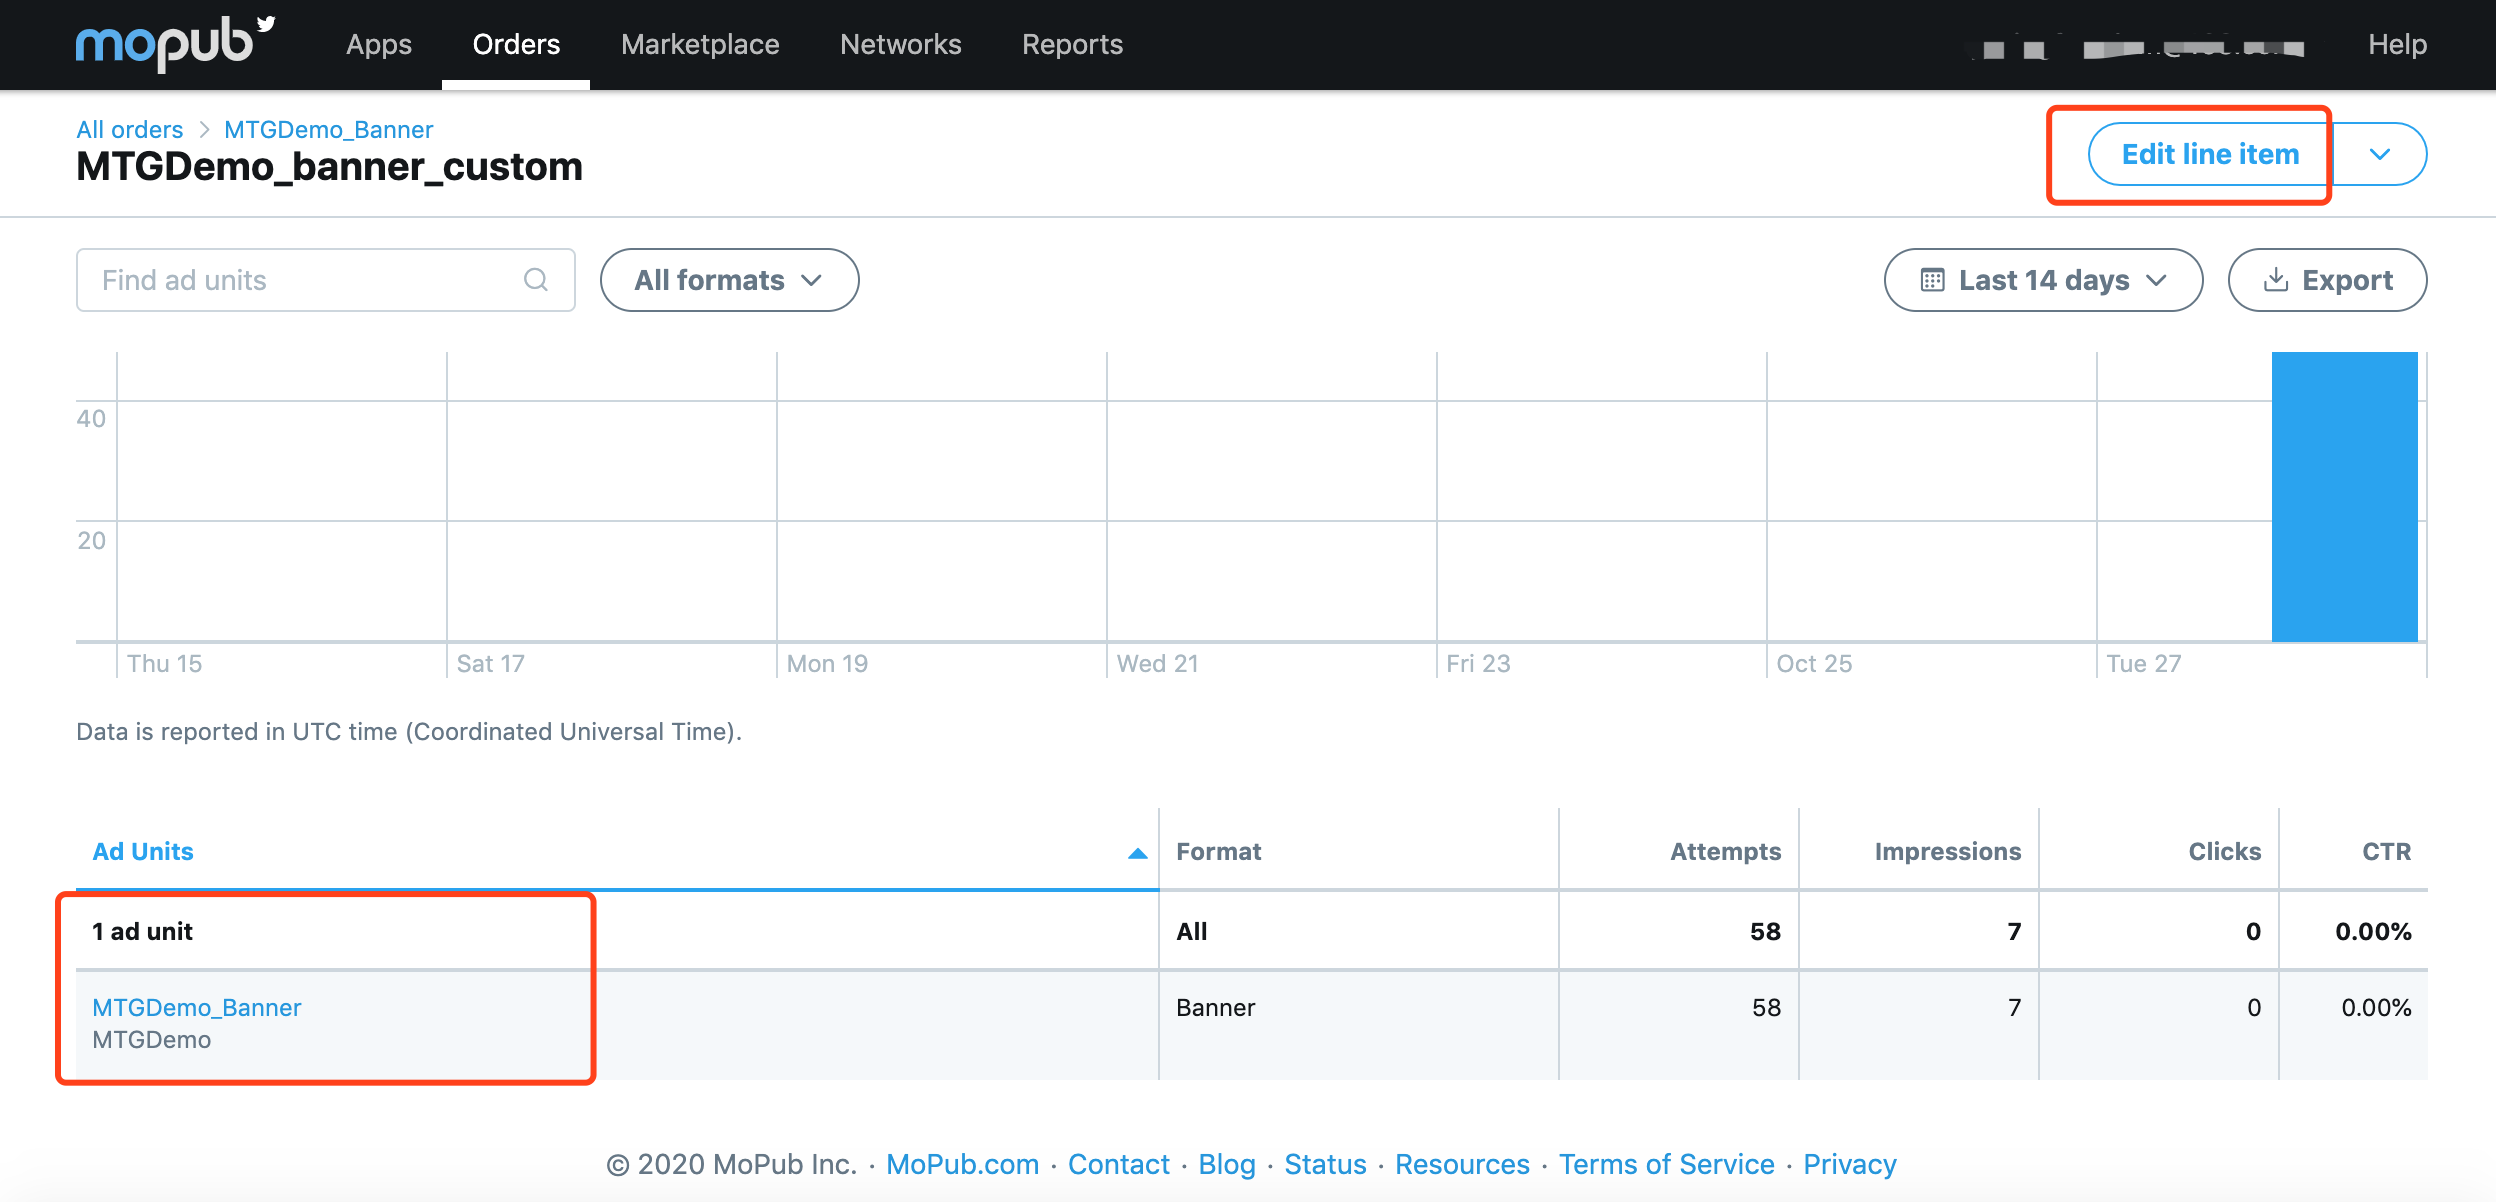 mopub
Apps Orders Marketplace Networks Reports Help
All orders > MTGDemo_Banner
MTGDemo_banner_custom
Edit line item
Find ad units All formats Last 14 days Export
40
20
Thu 15 Sat 17 Mon 19 Wed 21 Fri 23 Oct 25 Tue 27
Data is reported in UTC time (Coordinated Universal Time).
Ad Units Format Attempts Impressions Clicks CTR
1 ad unit All 58 7 0 0.00%
MTGDemo_Banner Banner 58 7 0 0.00%
MTGDemo
© 2020 MoPub Inc. · MoPub.com · Contact · Blog · Status · Resources · Terms of Service · Privacy